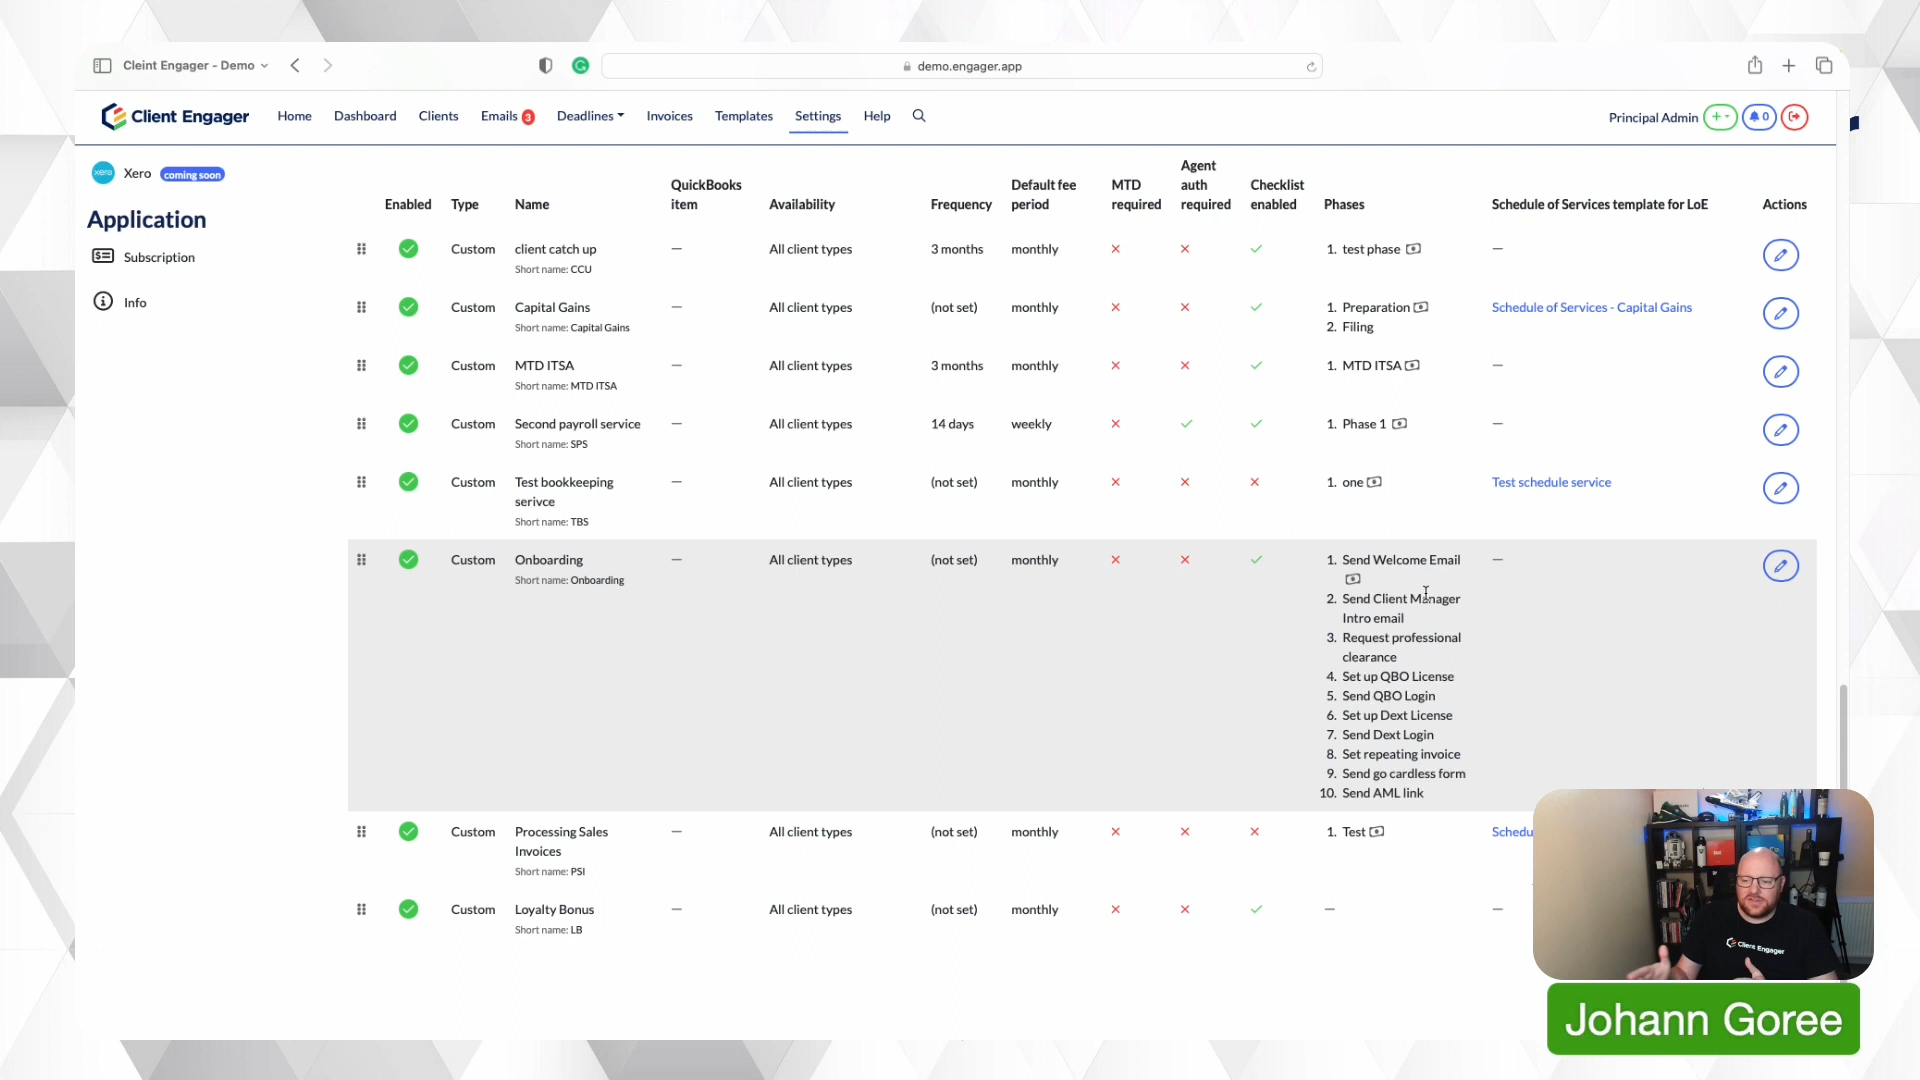 Cleint Engager - Demo
demo.engager.app
Client Engager
Home
Dashboard
Clients
Emails 3
Deadlines
Invoices
Templates
Settings
Help
Principal Admin
+
0
xero
Xero
coming soon
Application
Subscription
Info
Enabled
Type
Name
QuickBooks
item
Availability
Frequency
Default fee
period
MTD
required
Agent
auth
required
Checklist
enabled
Phases
Schedule of Services template for LoE
Actions
Custom
client catch up
Short name: CCU
—
All client types
3 months
monthly
1. test phase
—
Custom
Capital Gains
Short name: Capital Gains
—
All client types
(not set)
monthly
1. Preparation
2. Filing
Schedule of Services - Capital Gains
Custom
MTD ITSA
Short name: MTD ITSA
—
All client types
3 months
monthly
1. MTD ITSA
—
Custom
Second payroll service
Short name: SPS
—
All client types
14 days
weekly
1. Phase 1
—
Custom
Test bookkeeping
serivce
Short name: TBS
—
All client types
(not set)
monthly
1. one
Test schedule service
Custom
Onboarding
Short name: Onboarding
—
All client types
(not set)
monthly
1. Send Welcome Email
2. Send Client Manager
Intro email
3. Request professional
clearance
4. Set up QBO License
5. Send QBO Login
6. Set up Dext License
7. Send Dext Login
8. Set repeating invoice
9. Send go cardless form
10. Send AML link
—
Custom
Processing Sales
Invoices
Short name: PSI
—
All client types
(not set)
monthly
1. Test
Schedu
Custom
Loyalty Bonus
Short name: LB
—
All client types
(not set)
monthly
—
—
Client Engager
Johann Goree